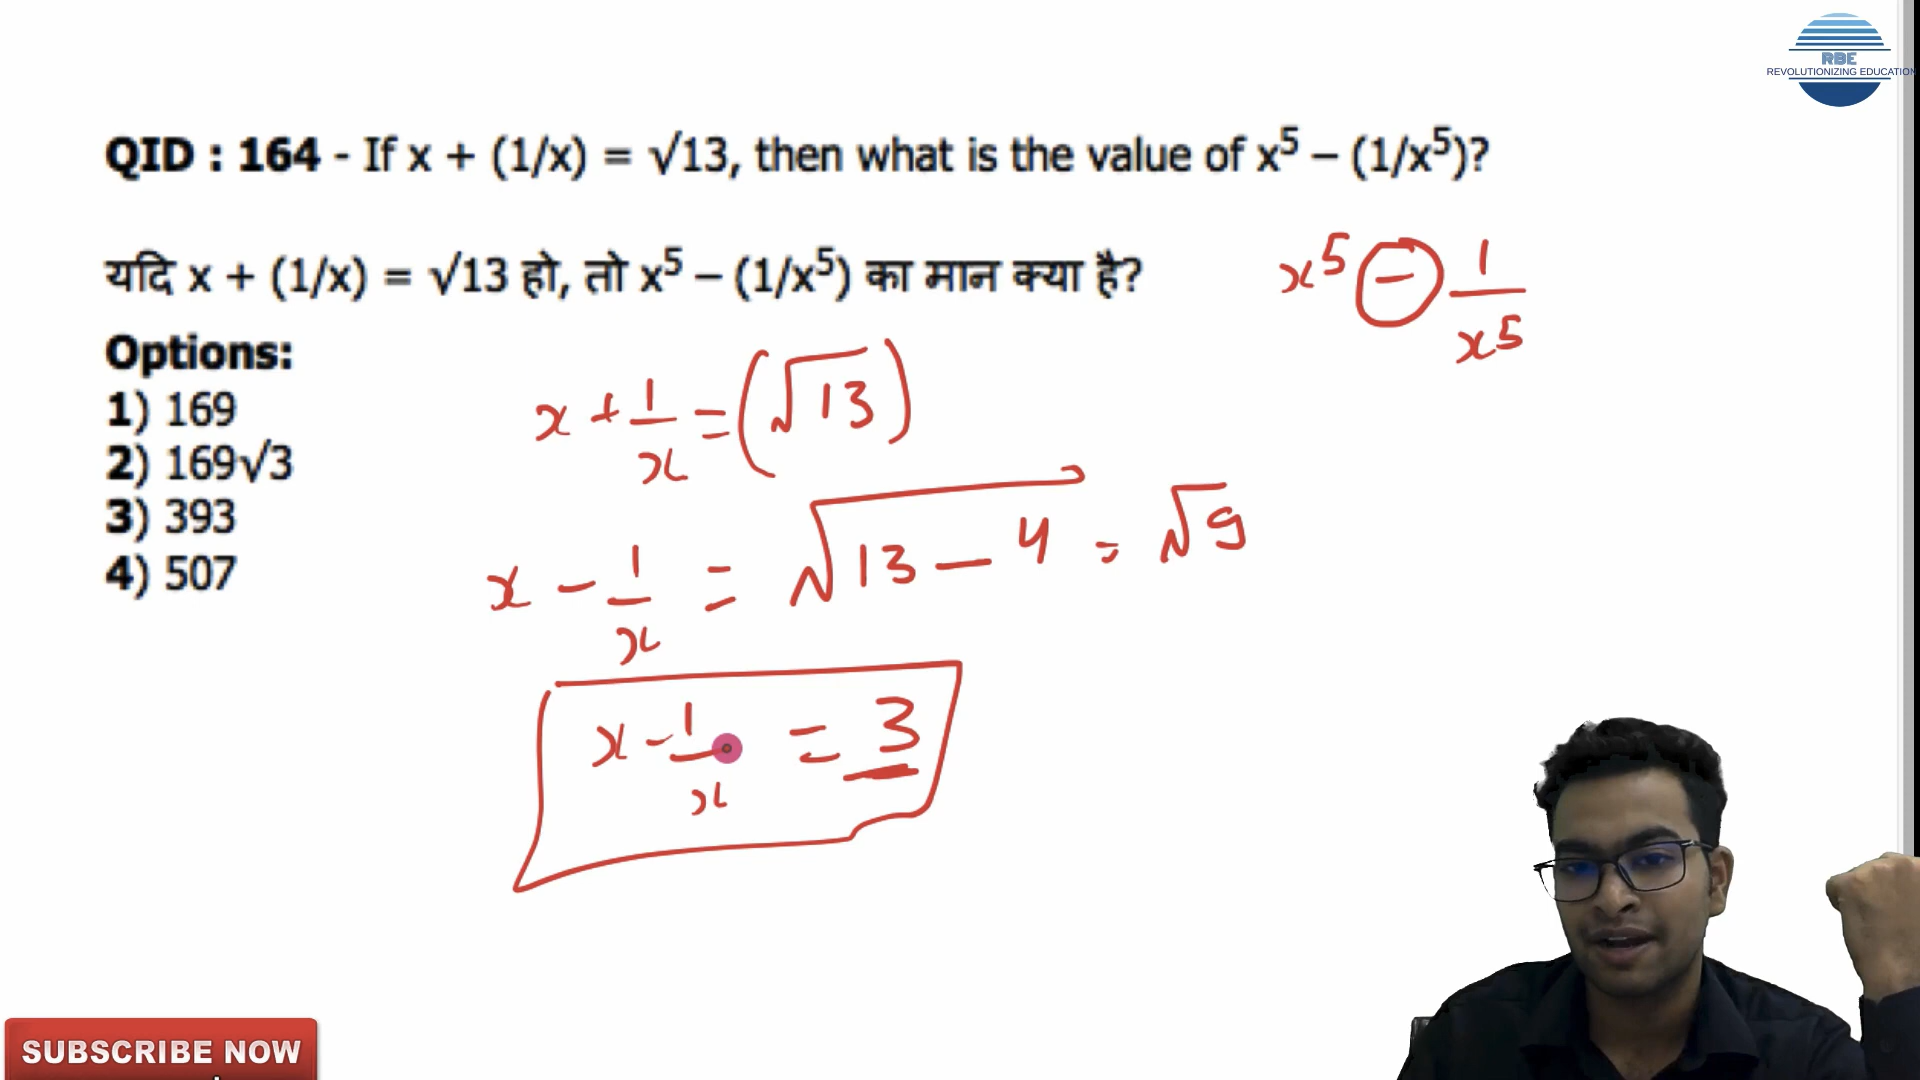 RBE
REVOLUTIONIZING EDUCATION
QID : 164 - If x + (1/x) = √13, then what is the value of x⁵ – (1/x⁵)?
यदि x + (1/x) = √13 हो, तो x⁵ – (1/x⁵) का मान क्या है?
x⁵ - 1/x⁵
Options:
1) 169
2) 169√3
3) 393
4) 507
x + 1/x = (√13)
x - 1/x = √13 - 4 = √9
x - 1/x = 3
SUBSCRIBE NOW